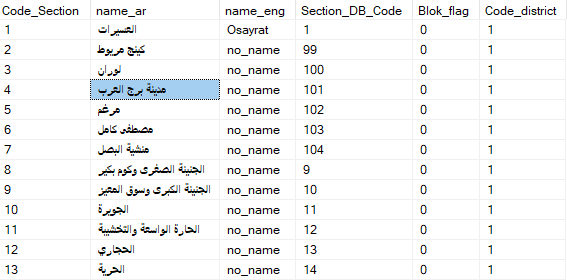 Code_Section name_ar name_eng Section_DB_Code Blok_flag Code_district
1 العسيرات Osayrat 1 0 1
2 كينج مريوط no_name 99 0 1
3 لوران no_name 100 0 1
4 مدينة برج العرب no_name 101 0 1
5 مرغم no_name 102 0 1
6 مصطفى كامل no_name 103 0 1
7 منشية البصل no_name 104 0 1
8 الجنينة الصغرى وكوم بكير no_name 9 0 1
9 الجنينة الكبرى وسوق المعيز no_name 10 0 1
10 الجويرة no_name 11 0 1
11 الحارة الواسعة والتخشيبة no_name 12 0 1
12 الحجاري no_name 13 0 1
13 الحرية no_name 14 0 1